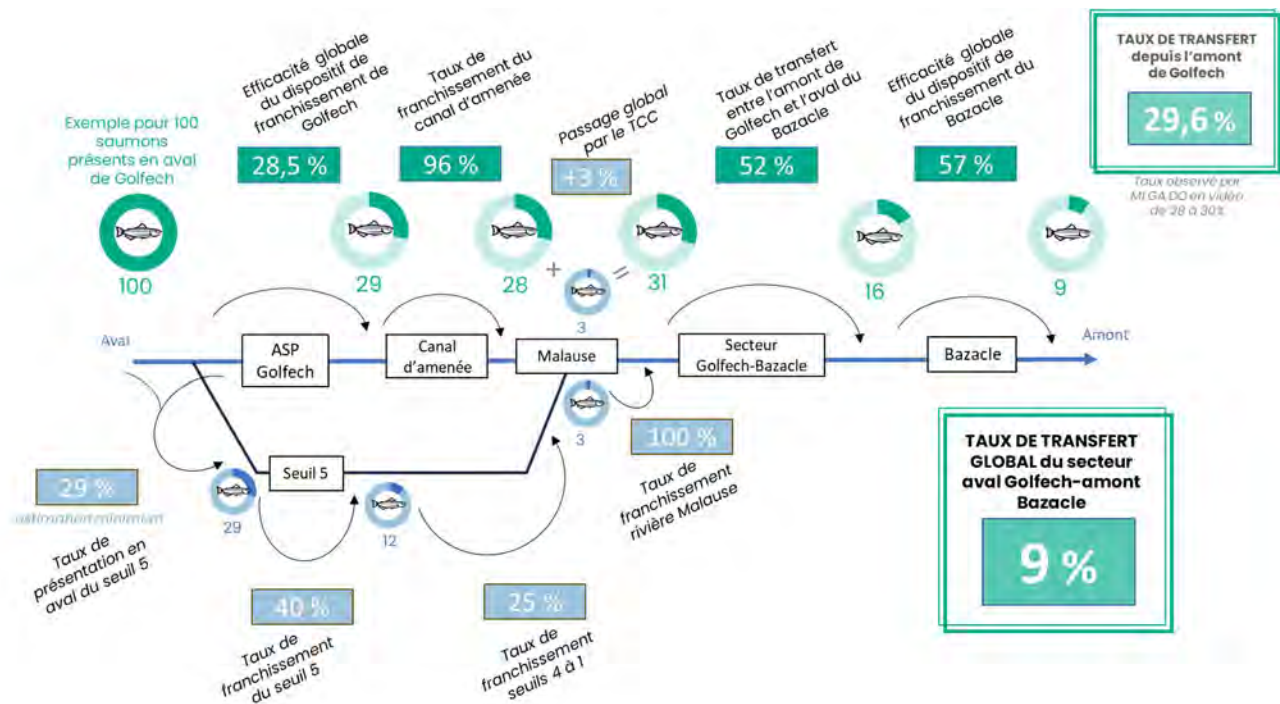 Exemple pour 100
saumons
présents en aval
de Golfech
100
Efficacité globale
du dispositif de
franchissement de
Golfech
28,5 %
29
Taux de
franchissement du
canal d'amenée
96 %
28
+
Passage global
par le TCC
+3 %
3
=
31
Taux de transfert
entre l'amont de
Golfech et l'aval du
Bazacle
52 %
16
Efficacité globale
du dispositif de
franchissement du
Bazacle
57 %
9
TAUX DE TRANSFERT
depuis l'amont
de Golfech
29,6 %
Taux observé par
MI GA DO en vidéo
de 28 à 30%
Aval
ASP
Golfech
Canal
d'amenée
Malause
Secteur
Golfech-Bazacle
Bazacle
Amont
3
100 %
Taux de
franchissement
rivière Malause
Seuil 5
29 %
estimation minimum
Taux de
présentation en
aval du seuil 5
29
12
40 %
Taux de
franchissement
du seuil 5
25 %
Taux de
franchissement
seuils 4 à 1
TAUX DE TRANSFERT
GLOBAL du secteur
aval Golfech-amont
Bazacle
9 %